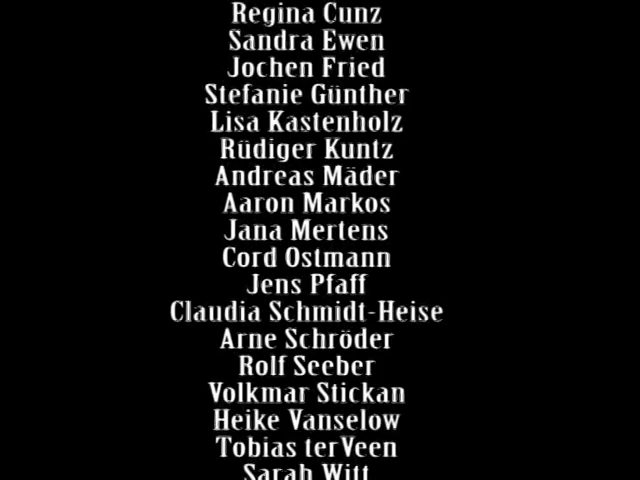 Regina Cunz
Sandra Ewen
Jochen Fried
Stefanie Günther
Lisa Kastenholz
Rüdiger Kuntz
Andreas Mäder
Aaron Markos
Jana Mertens
Cord Ostmann
Jens Pfaff
Claudia Schmidt-Heise
Arne Schröder
Rolf Seeber
Volkmar Stickan
Heike Vanselow
Tobias terVeen
Sarah Witt